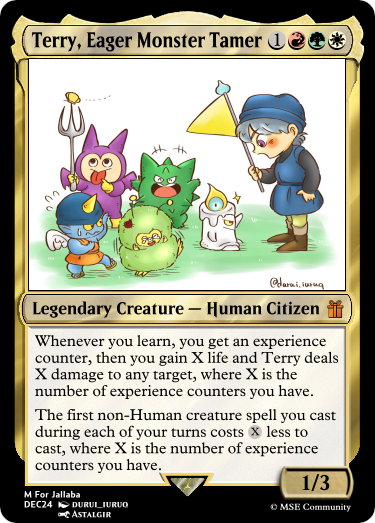 Terry, Eager Monster Tamer 1
@durui_iuruo
Legendary Creature — Human Citizen
Whenever you learn, you get an experience
counter, then you gain X life and Terry deals
X damage to any target, where X is the
number of experience counters you have.
The first non-Human creature spell you cast
during each of your turns costs X less to
cast, where X is the number of experience
counters you have.
1/3
M For Jallaba
DEC24 DURUI_IURUO
ASTALGIR
© MSE Community